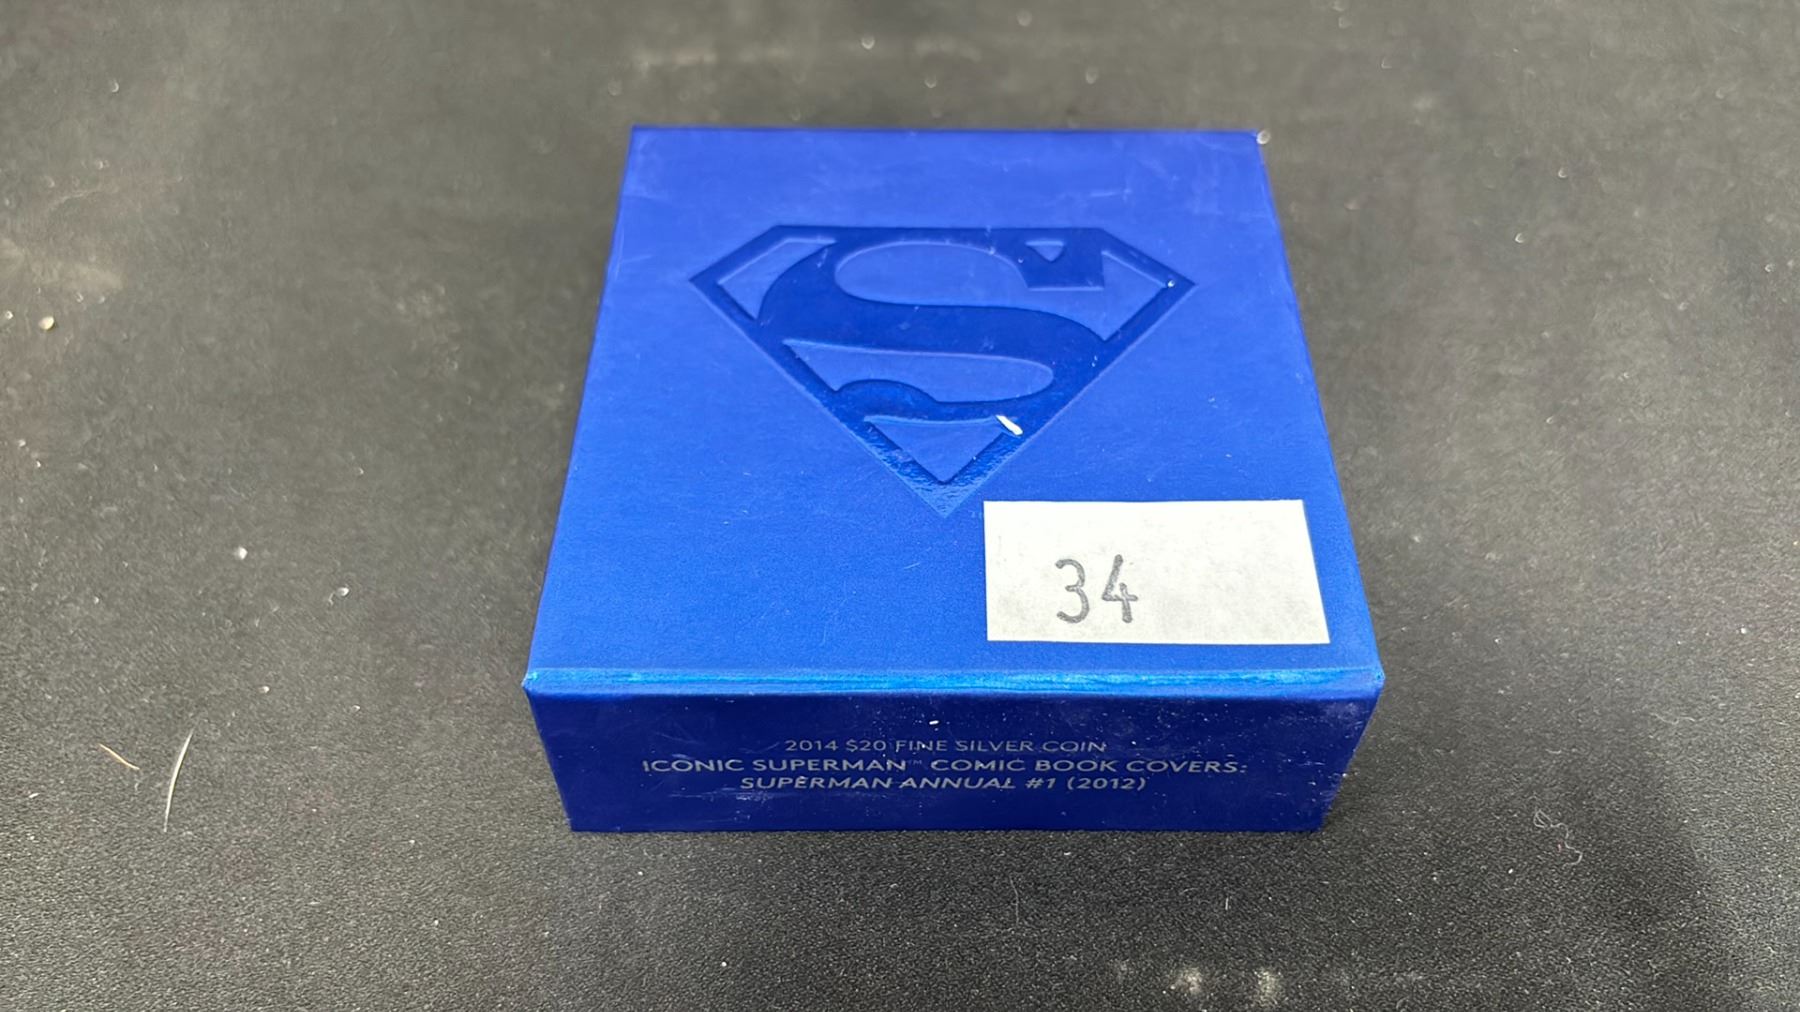 S
34
2014 $20 FINE SILVER COIN
ICONIC SUPERMAN™ COMIC BOOK COVERS:
SUPERMAN ANNUAL #1 (2012)